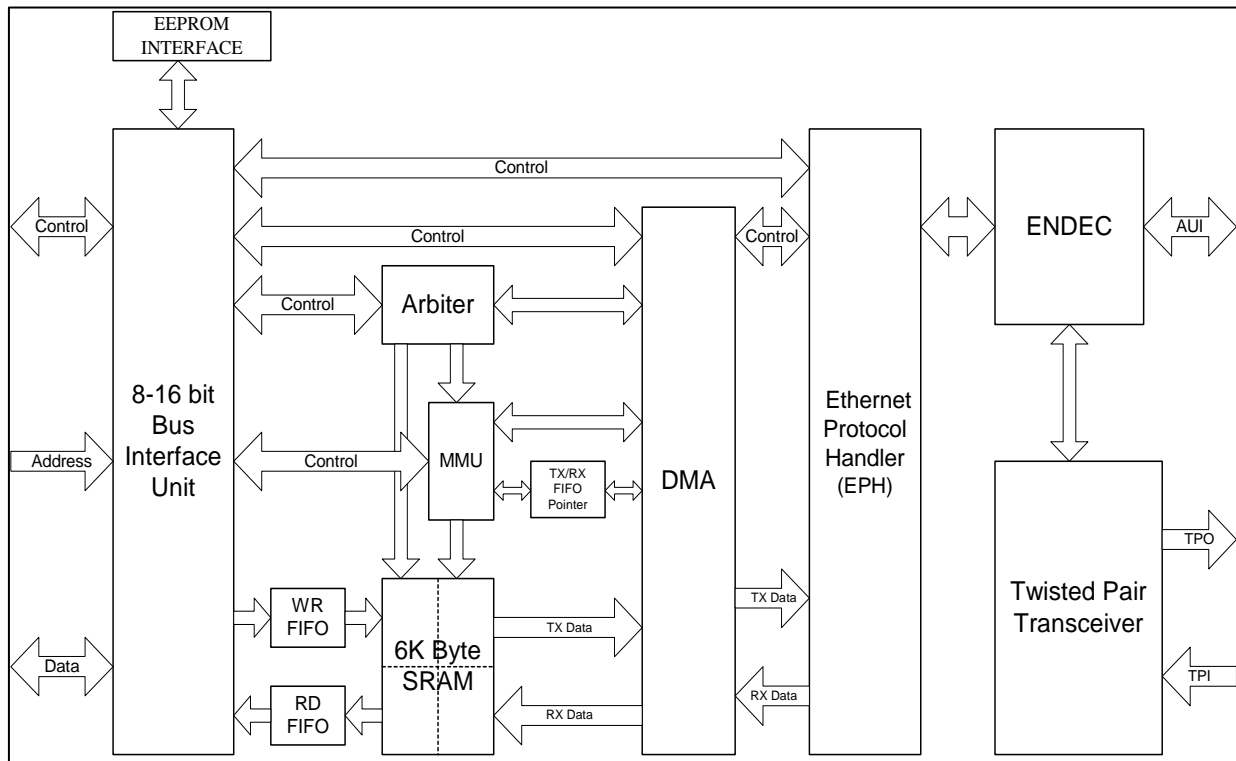 EEPROM
INTERFACE
Control
Control
Control
Control
ENDEC
AUI
Control
Arbiter
8-16 bit
Bus
Interface
Unit
Address
Control
MMU
TX/RX
FIFO
Pointer
DMA
Ethernet
Protocol
Handler
(EPH)
TPO
WR
FIFO
TX Data
TX Data
Twisted Pair
Transceiver
6K Byte
SRAM
Data
TPI
RD
FIFO
RX Data
RX Data